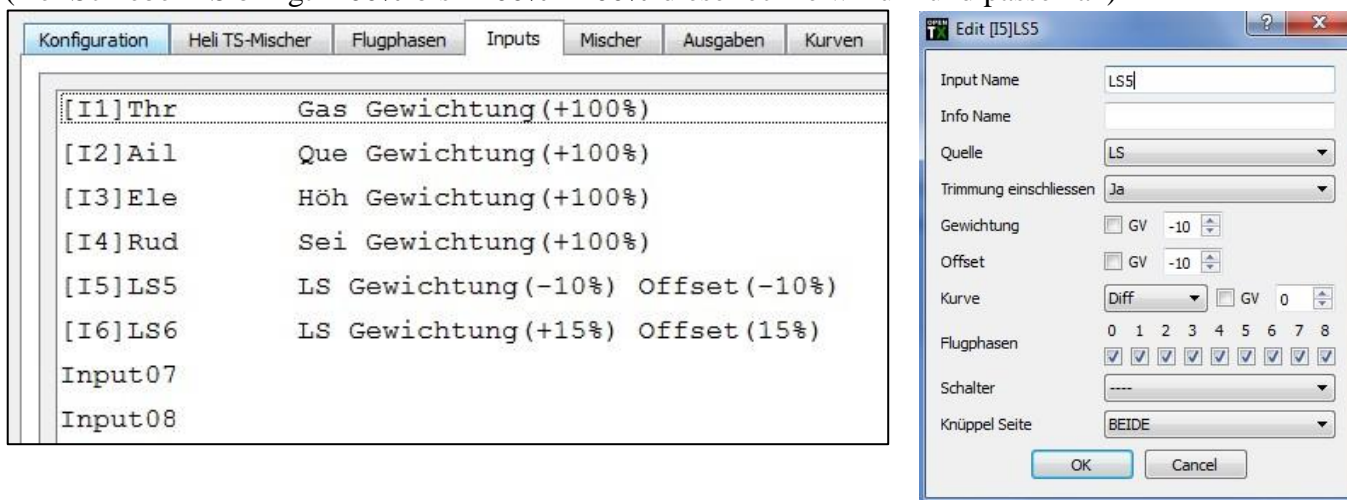 Konfiguration Heli TS-Mischer Flugphasen Inputs Mischer Ausgaben Kurven
[I1]Thr Gas Gewichtung(+100%)
[I2]Ail Que Gewichtung(+100%)
[I3]Ele Höh Gewichtung(+100%)
[I4]Rud Sei Gewichtung(+100%)
[I5]LS5 LS Gewichtung(-10%) Offset(-10%)
[I6]LS6 LS Gewichtung(+15%) Offset(15%)
Input07
Input08
OPEN TX Edit [I5]LS5
Input Name LS5
Info Name
Quelle LS
Trimmung einschliessen Ja
Gewichtung GV -10
Offset GV -10
Kurve Diff GV 0
0 1 2 3 4 5 6 7 8
Flugphasen
Schalter ----
Knüppel Seite BEIDE
OK Cancel